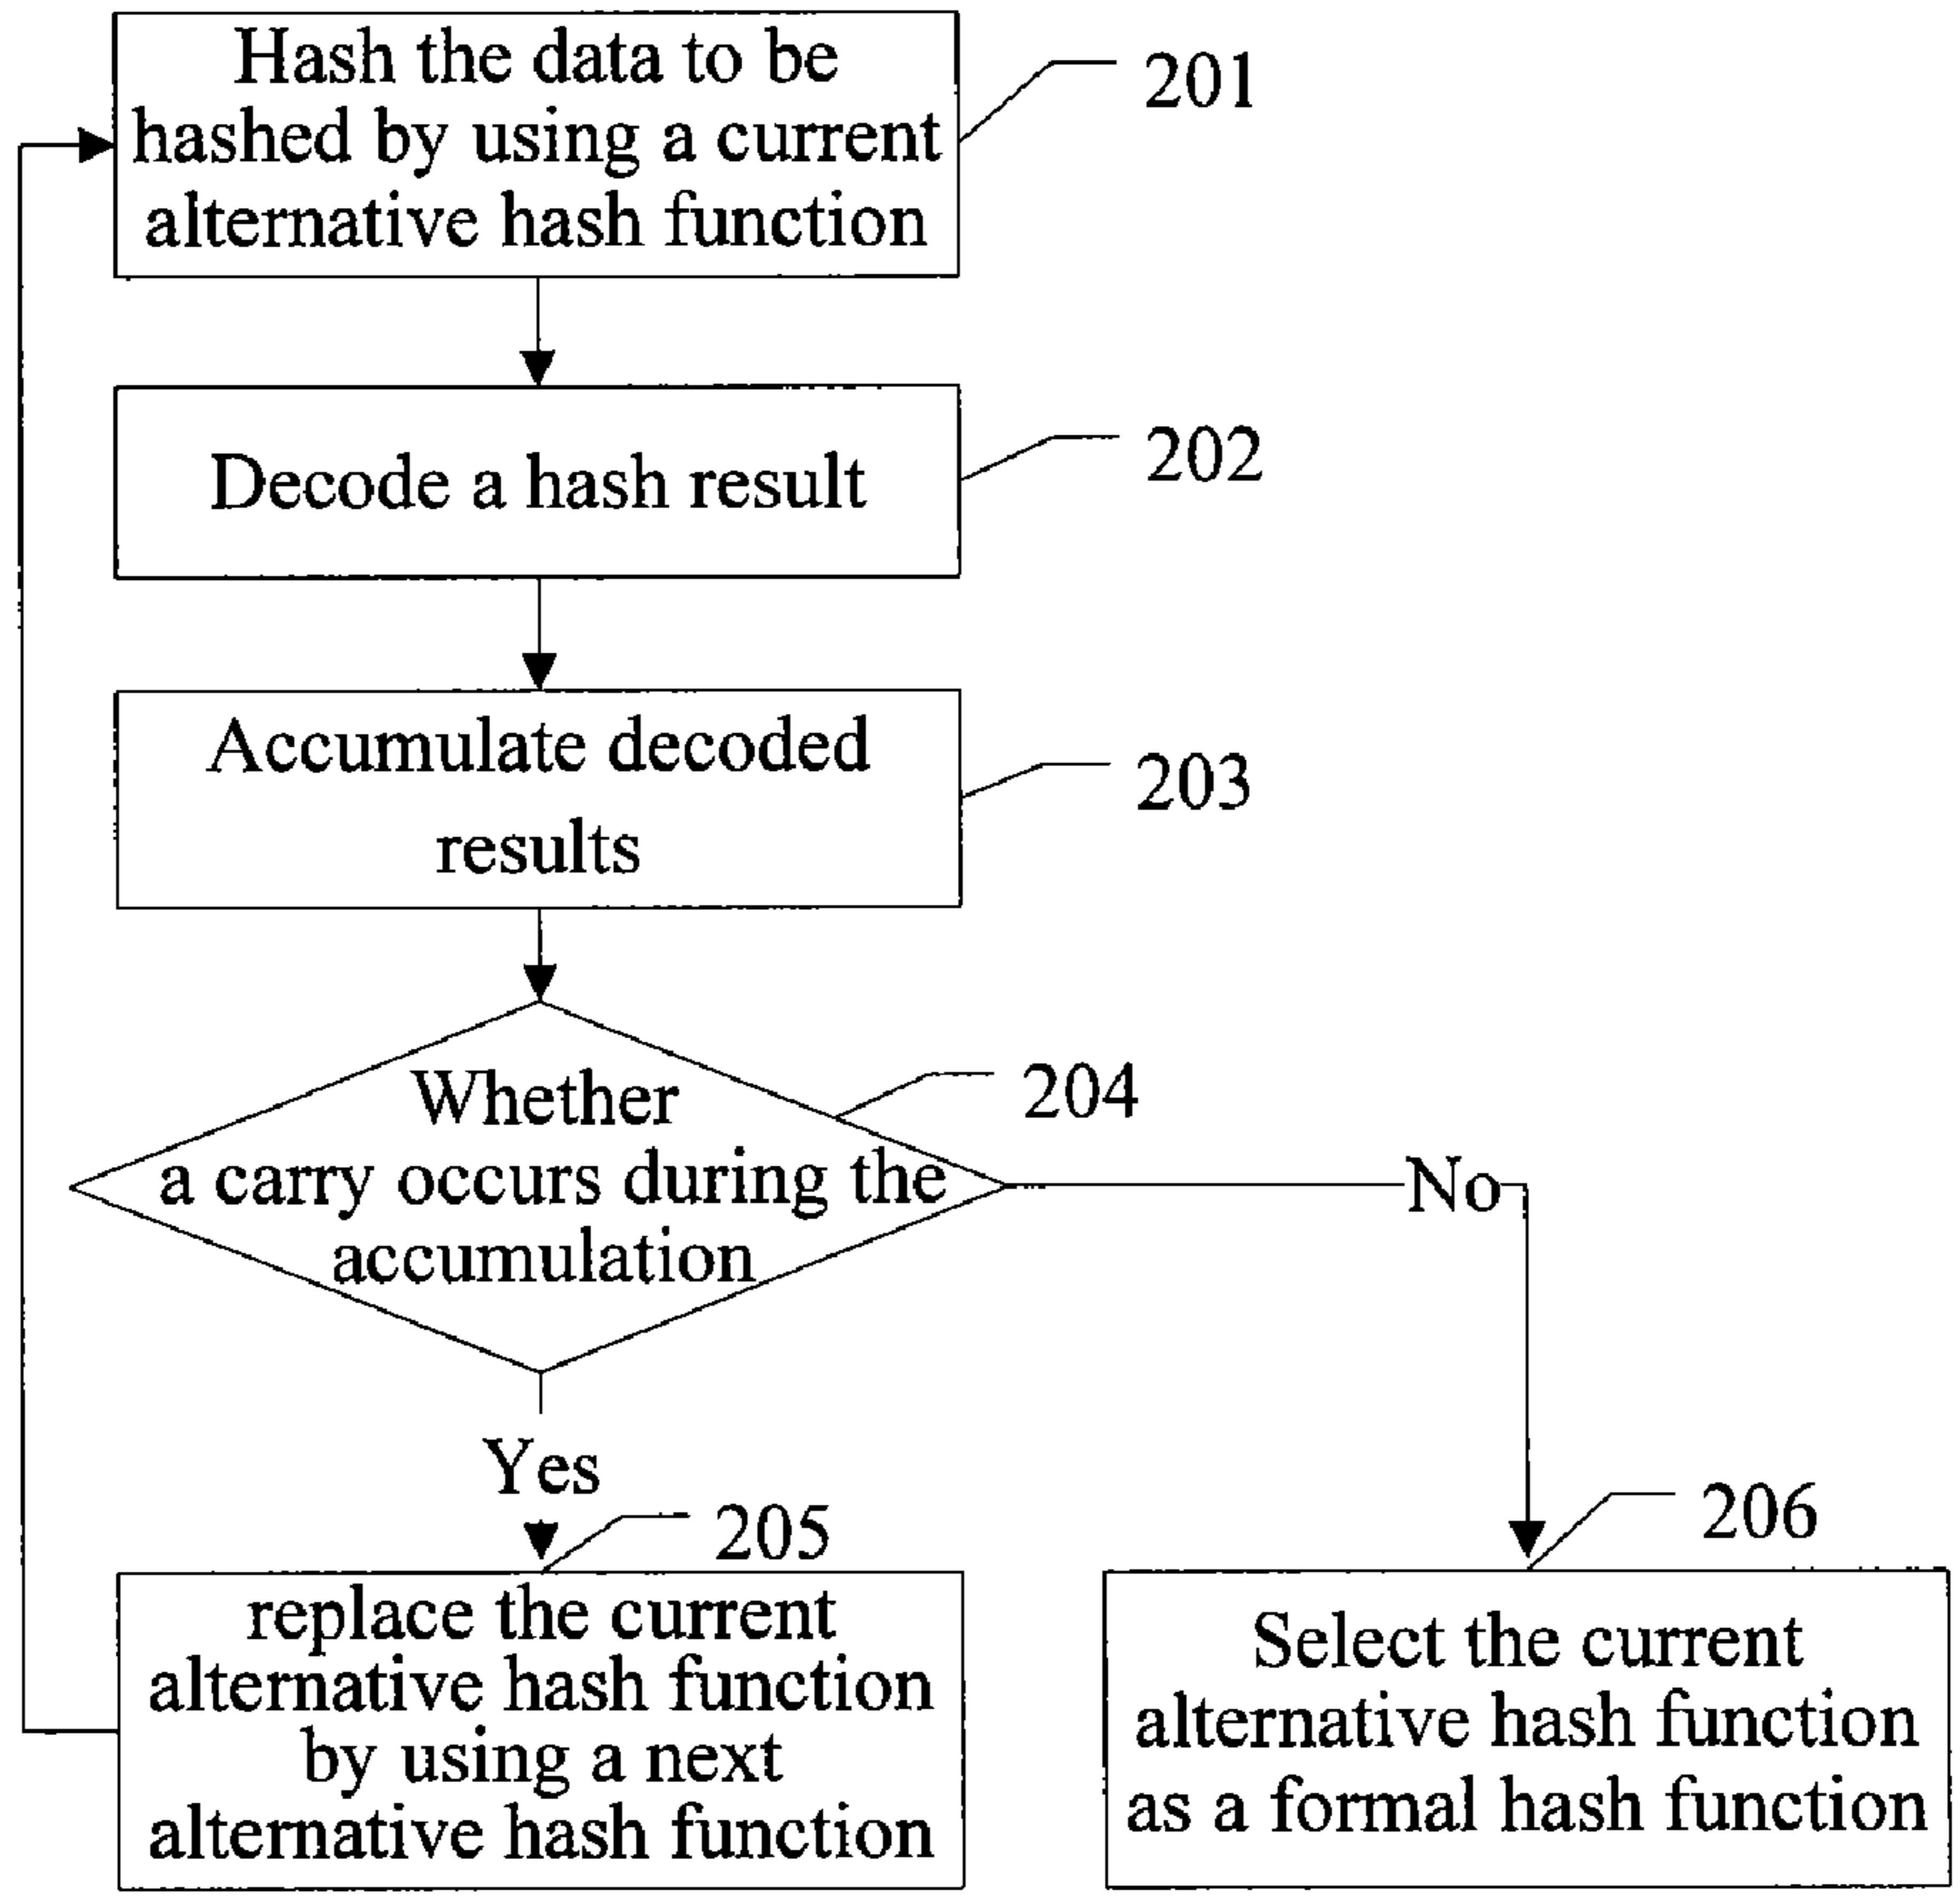 Hash the data to be
hashed by using a current
alternative hash function
201
Decode a hash result
202
Accumulate decoded
results
203
Whether
a carry occurs during the
accumulation
204
No
Yes
205
replace the current
alternative hash function
by using a next
alternative hash function
206
Select the current
alternative hash function
as a formal hash function